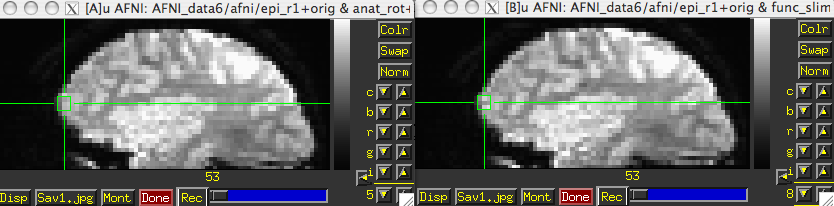 [A]u AFNI: AFNI_data6/afni/epi_r1+orig & anat_rot+
Colr
Swap
Norm
c
b
r
g
i
53
5
Disp Sav1.jpg Mont Done Rec
[B]u AFNI: AFNI_data6/afni/epi_r1+orig & func_slim
Colr
Swap
Norm
c
b
r
g
i
53
8
Disp Sav1.jpg Mont Done Rec